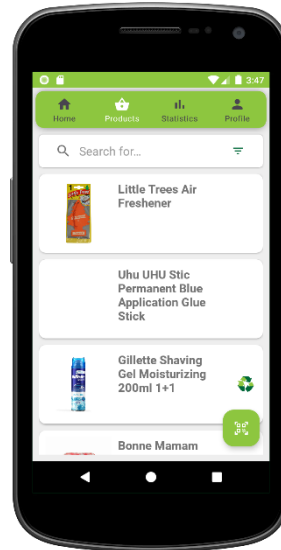 3:47
Home Products Statistics Profile
Search for...
Little Trees Air
Freshener
Uhu UHU Stic
Permanent Blue
Application Glue
Stick
Gillette Shaving
Gel Moisturizing
200ml 1+1
Bonne Mamam